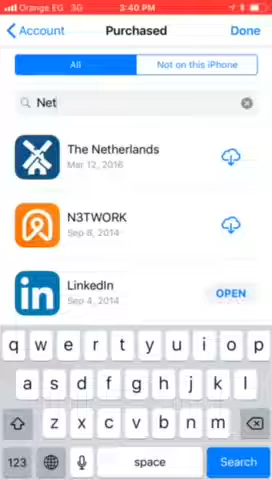 Orange EG 3G 3:40 PM
Account Purchased Done
All Not on this iPhone
Net
The Netherlands
Mar 12, 2016
N3TWORK
Sep 8, 2014
in LinkedIn
Sep 4, 2014
OPEN
q w e r t y u i o p
a s d f g h j k l
z x c v b n m
123 space Search